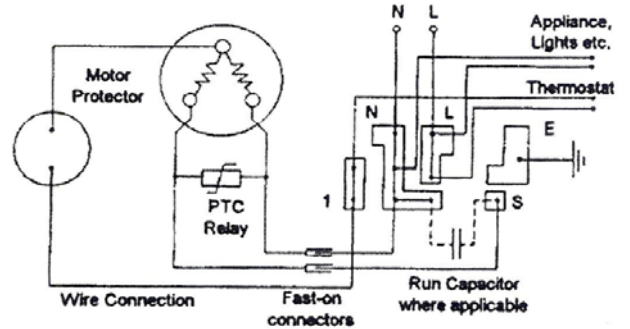 N L
Appliance,
Lights etc.
Motor
Protector
Thermostat
N L E
1
PTC
Relay
S
Wire Connection
Fast-on
connectors
Run Capacitor
where applicable